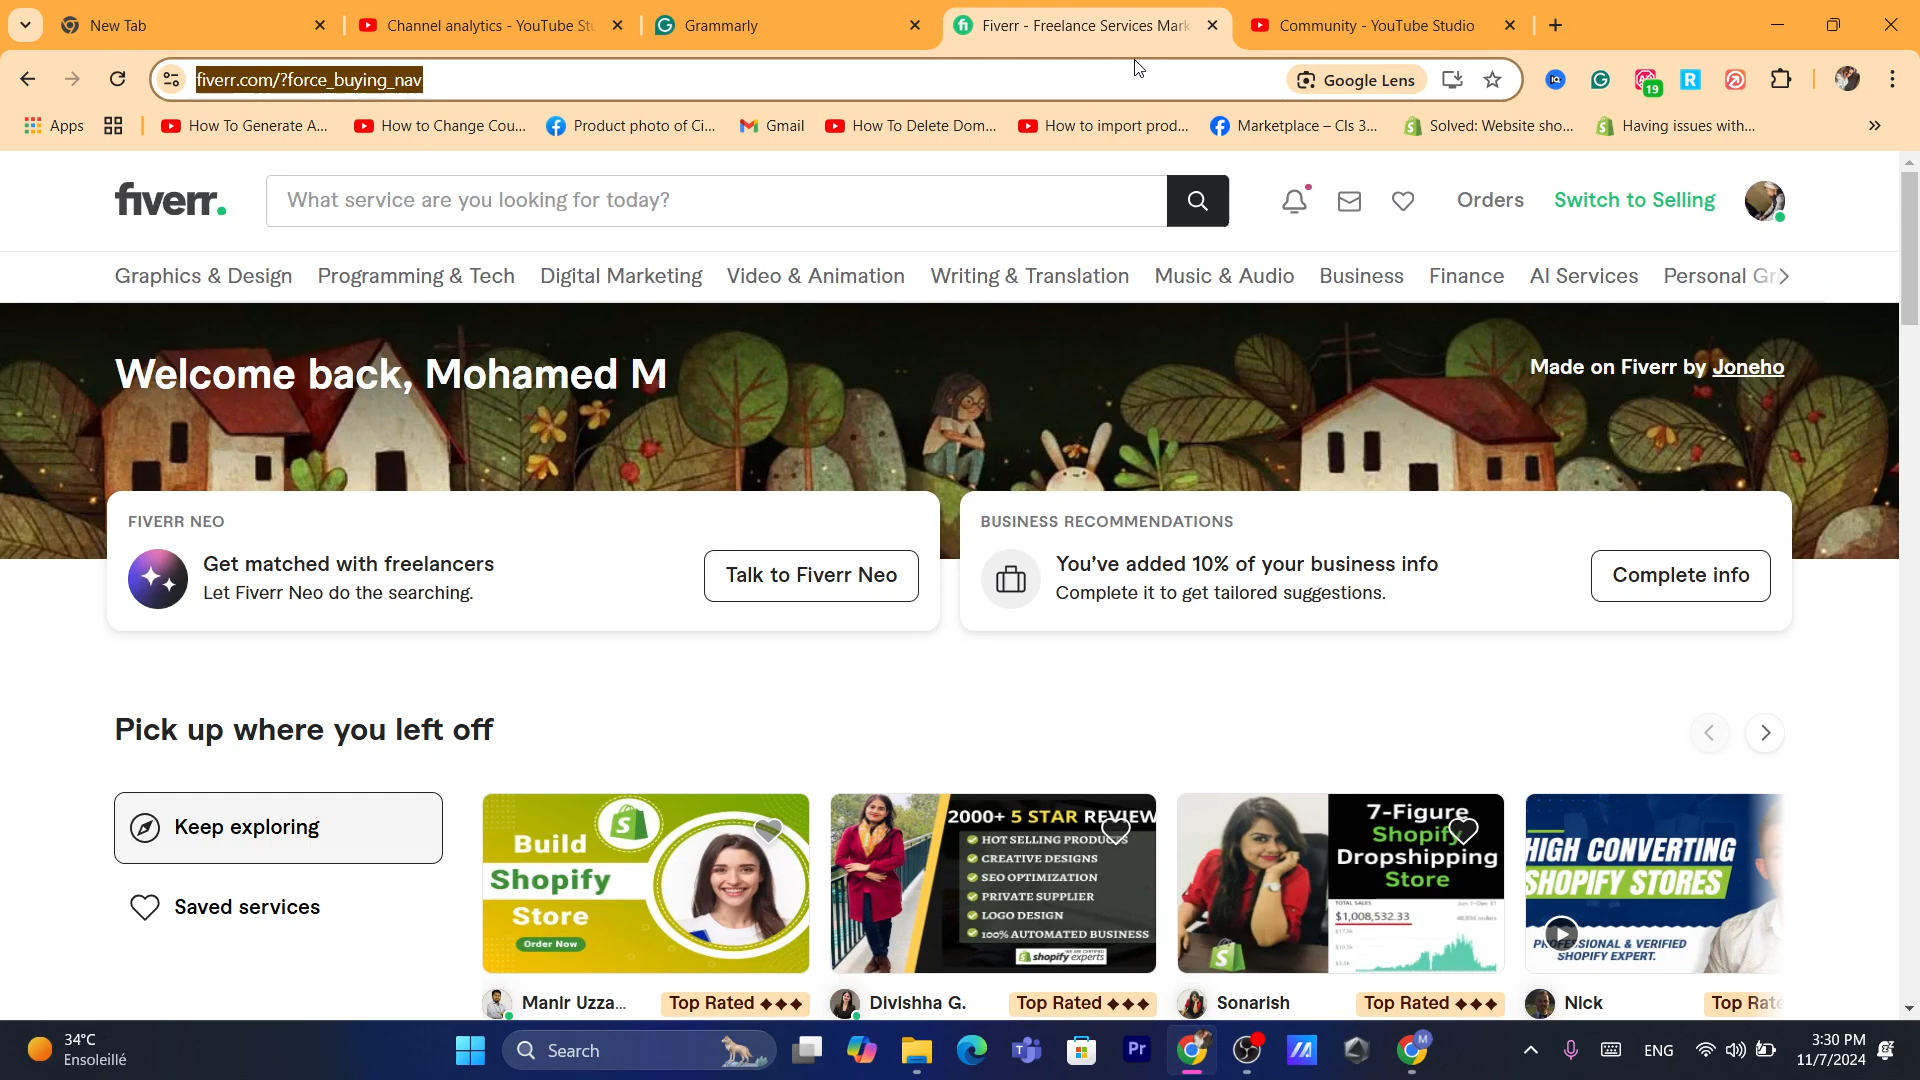 New Tab
Channel analytics - YouTube Stu
Grammarly
Fiverr - Freelance Services Mark
Community - YouTube Studio
fiverr.com/?force_buying_nav
Google Lens
19
Apps
How To Generate A...
How to Change Cou...
Product photo of Ci...
Gmail
How To Delete Dom...
How to import prod...
Marketplace – Cls 3...
Solved: Website sho...
Having issues with...
fiverr.
What service are you looking for today?
Orders
Switch to Selling
Graphics & Design
Programming & Tech
Digital Marketing
Video & Animation
Writing & Translation
Music & Audio
Business
Finance
AI Services
Personal Gr
Welcome back, Mohamed M
Made on Fiverr by Joneho
FIVERR NEO
Get matched with freelancers
Let Fiverr Neo do the searching.
Talk to Fiverr Neo
BUSINESS RECOMMENDATIONS
You've added 10% of your business info
Complete it to get tailored suggestions.
Complete info
Pick up where you left off
Keep exploring
Saved services
Build
Shopify
Store
Order Now
2000+ 5 STAR REVIEW
HOT SELLING PRODUCTS
CREATIVE DESIGNS
SEO OPTIMIZATION
PRIVATE SUPPLIER
LOGO DESIGN
100% AUTOMATED BUSINESS
shopify experts
7-Figure
Shopify
Dropshipping
Store
TOTAL SALES
$1,008,532.33
HIGH CONVERTING
SHOPIFY STORES
PROFESSIONAL & VERIFIED
SHOPIFY EXPERT.
Manir Uzza...
Top Rated
Divishha G.
Top Rated
Sonarish
Top Rated
Nick
Top Rate
34°C
Ensoleillé
Search
Pr
M
ENG
3:30 PM
11/7/2024